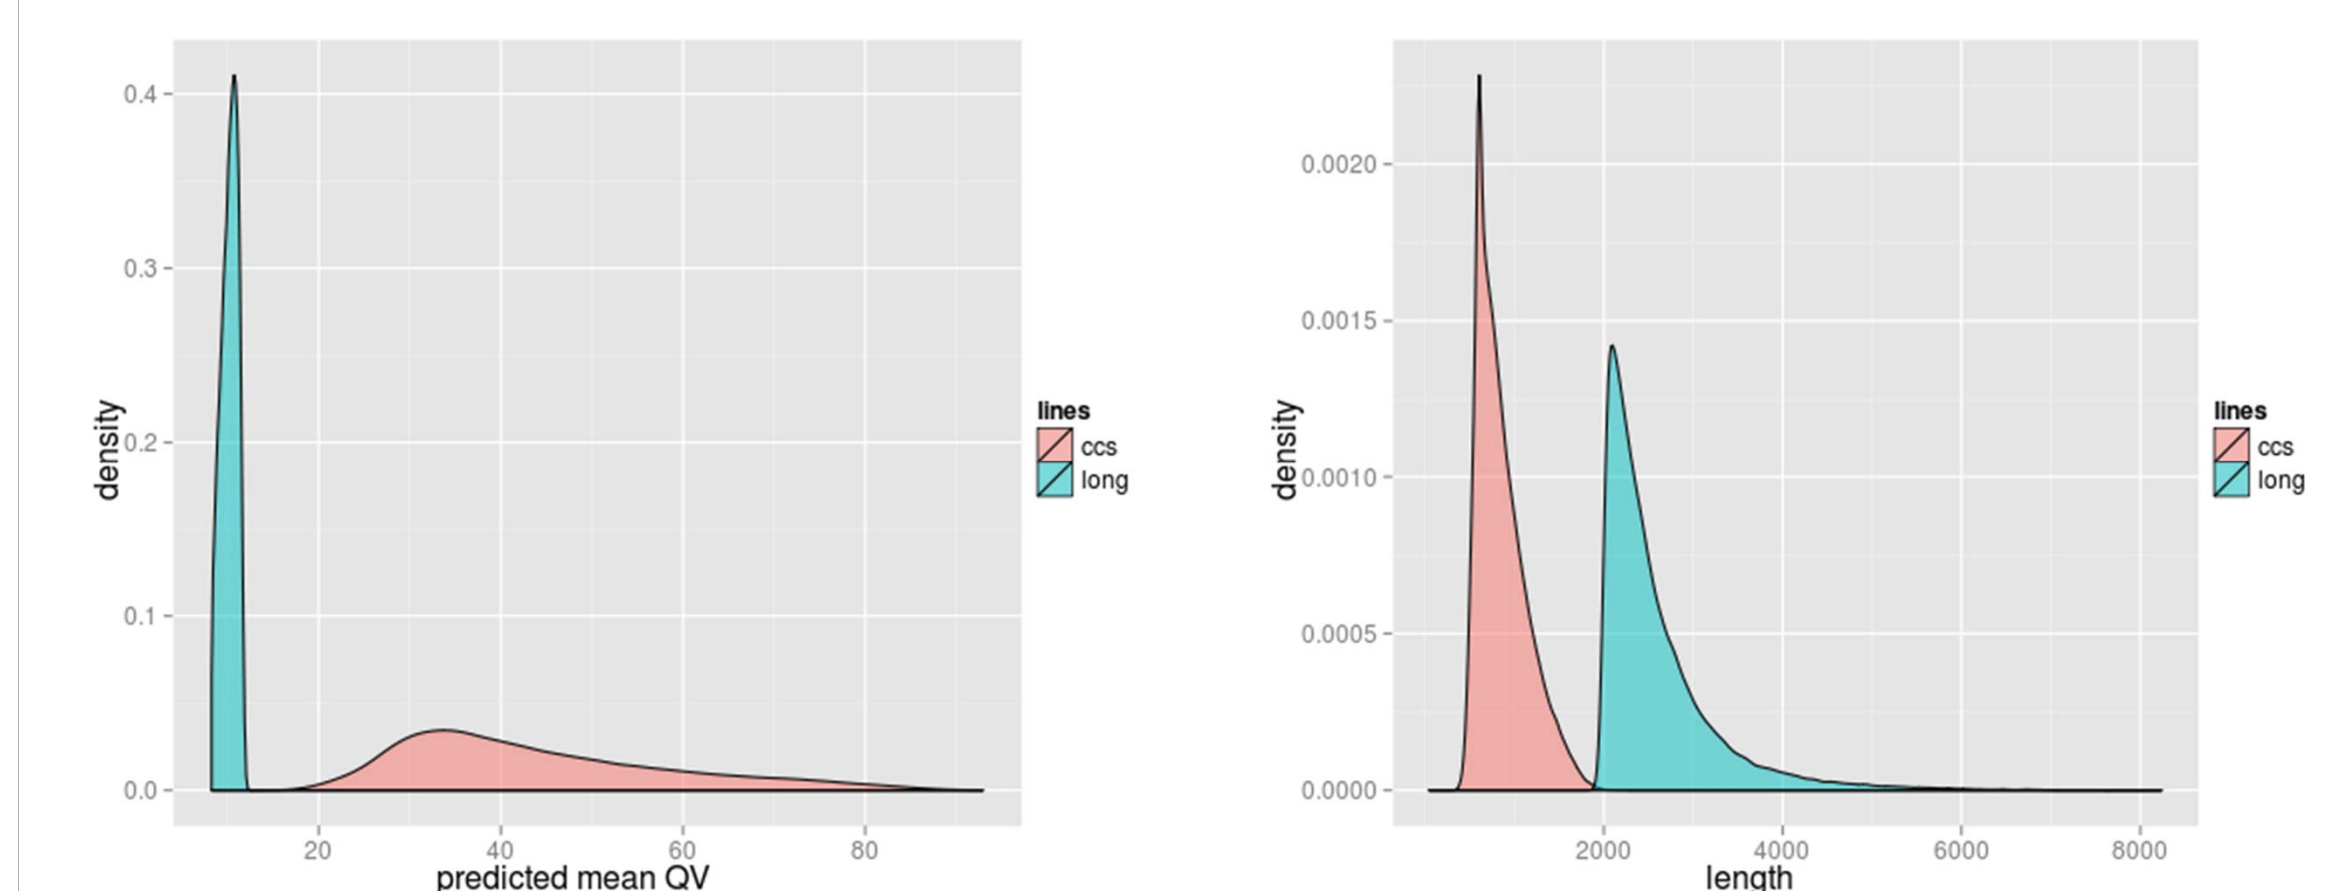 0.4
0.3
0.2
0.1
0.0
density
20 40 60 80
predicted mean QV
lines
ccs
long
0.0020
0.0015
0.0010
0.0005
0.0000
density
2000 4000 6000 8000
length
lines
ccs
long